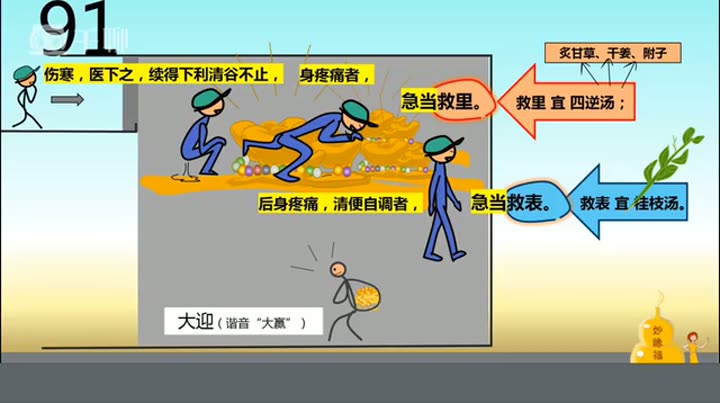 91
千聊
炙甘草、干姜、附子
伤寒，医下之，续得下利清谷不止，
身疼痛者，
急当救里。
救里 宜 四逆汤；
后身疼痛，清便自调者，
急当救表。
救表 宜 桂枝汤。
大迎（谐音“大赢”）
妙缘福